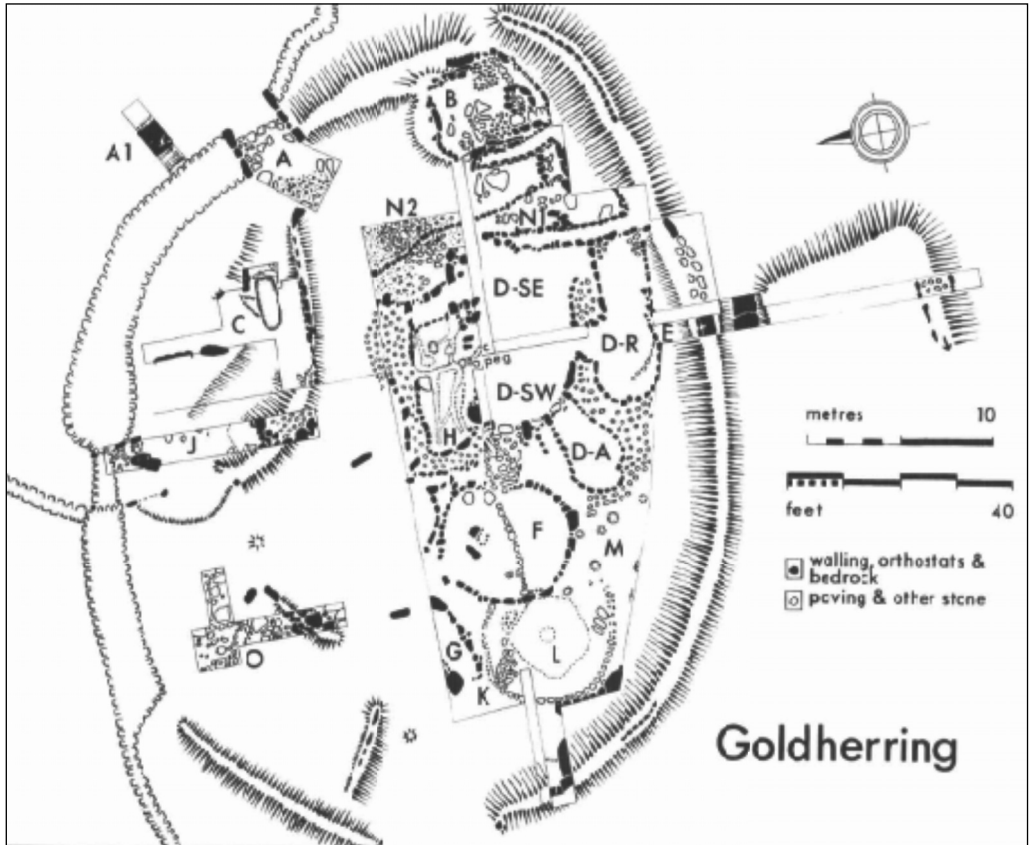 B
A1
A
N2
N1
D-SE
C
E
D-R
peg
D-SW
metres 10
J
H
D-A
feet 40
F
M
walling, orthostats & bedrock
paving & other stone
O
G
L
K
Goldherring